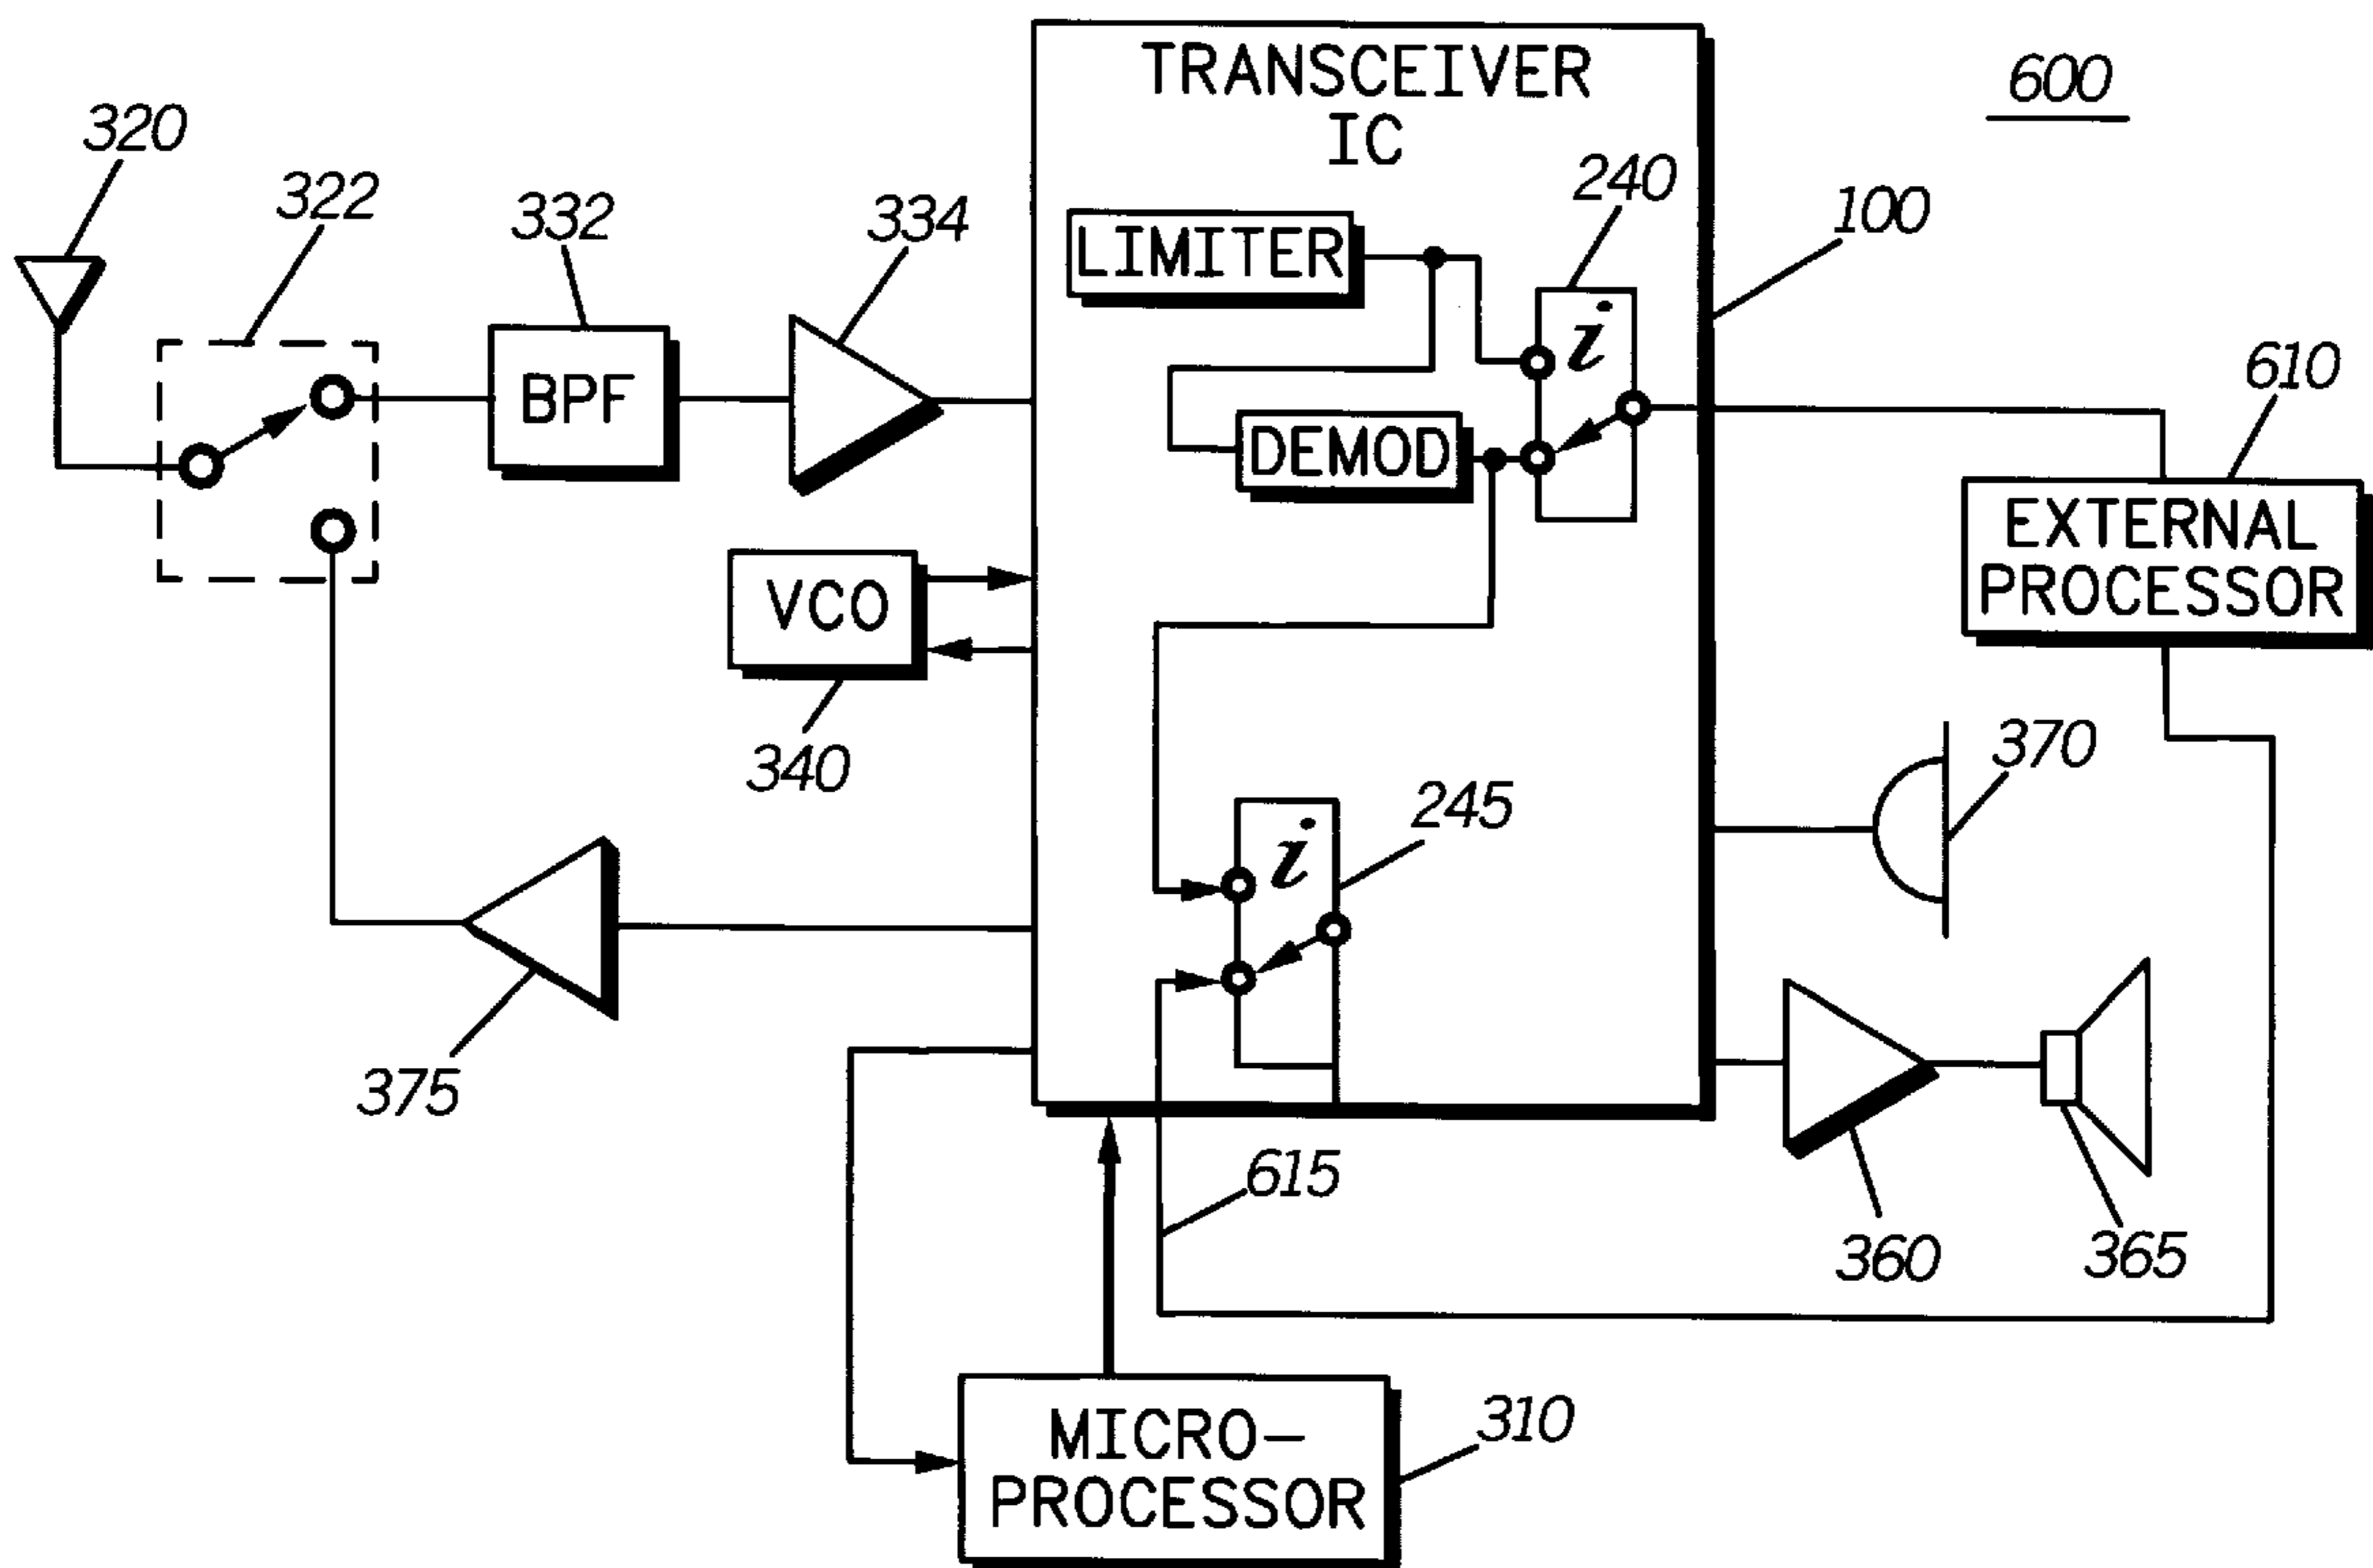 TRANSCEIVER
IC
600
320
322
332
334
240
100
LIMITER
i
BPF
DEMOD
610
EXTERNAL
PROCESSOR
VCO
340
370
245
i
375
615
360
365
MICRO-
PROCESSOR
310